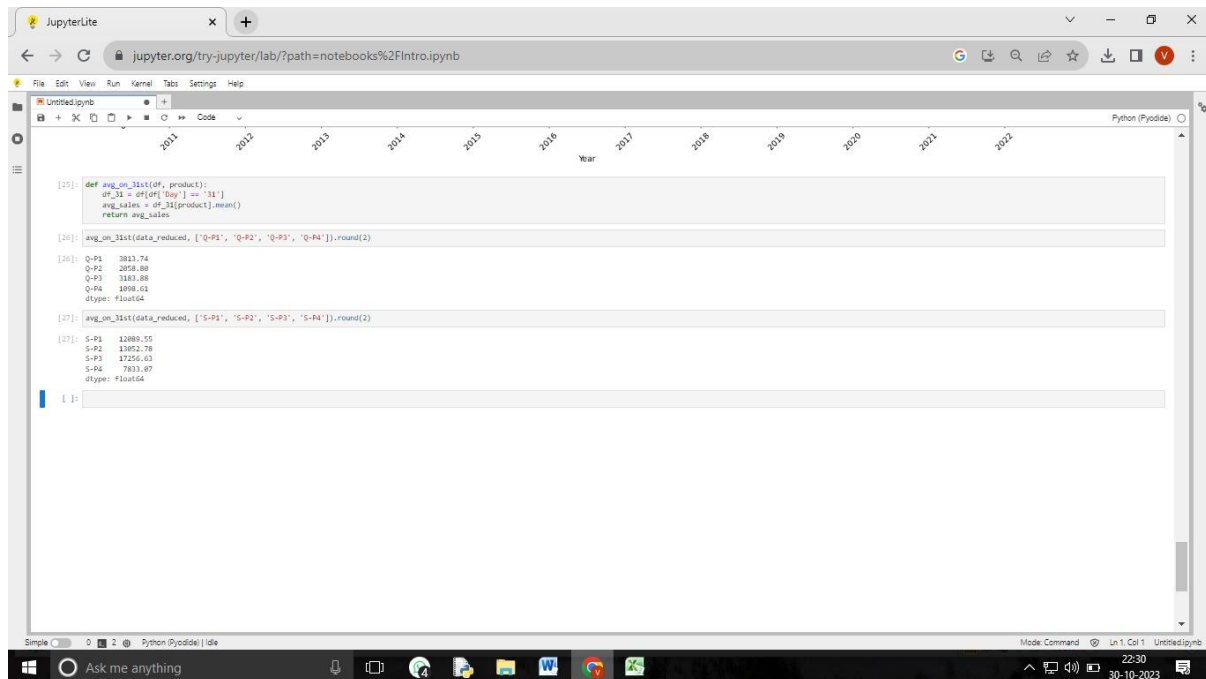 JupyterLite
jupyter.org/try-jupyter/lab/?path=notebooks%2FIntro.ipynb
V
File Edit View Run Kernel Tabs Settings Help
Untitled.ipynb
Code
Python (Pyodide)
2011 2012 2013 2014 2015 2016 2017 2018 2019 2020 2021 2022
Year
[25]: def avg_on_31st(df, product):
df_31 = df[df['Day'] == '31']
avg_sales = df_31[product].mean()
return avg_sales
[26]: avg_on_31st(data_reduced, ['Q-P1', 'Q-P2', 'Q-P3', 'Q-P4']).round(2)
[26]: Q-P1 3813.74
Q-P2 2058.80
Q-P3 3183.88
Q-P4 1098.61
dtype: float64
[27]: avg_on_31st(data_reduced, ['S-P1', 'S-P2', 'S-P3', 'S-P4']).round(2)
[27]: S-P1 12089.55
S-P2 13052.78
S-P3 17256.63
S-P4 7833.07
dtype: float64
[ ]:
Simple 0 2 Python (Pyodide) | Idle Mode: Command Ln 1, Col 1 Untitled.ipynb
Ask me anything
22:30
30-10-2023